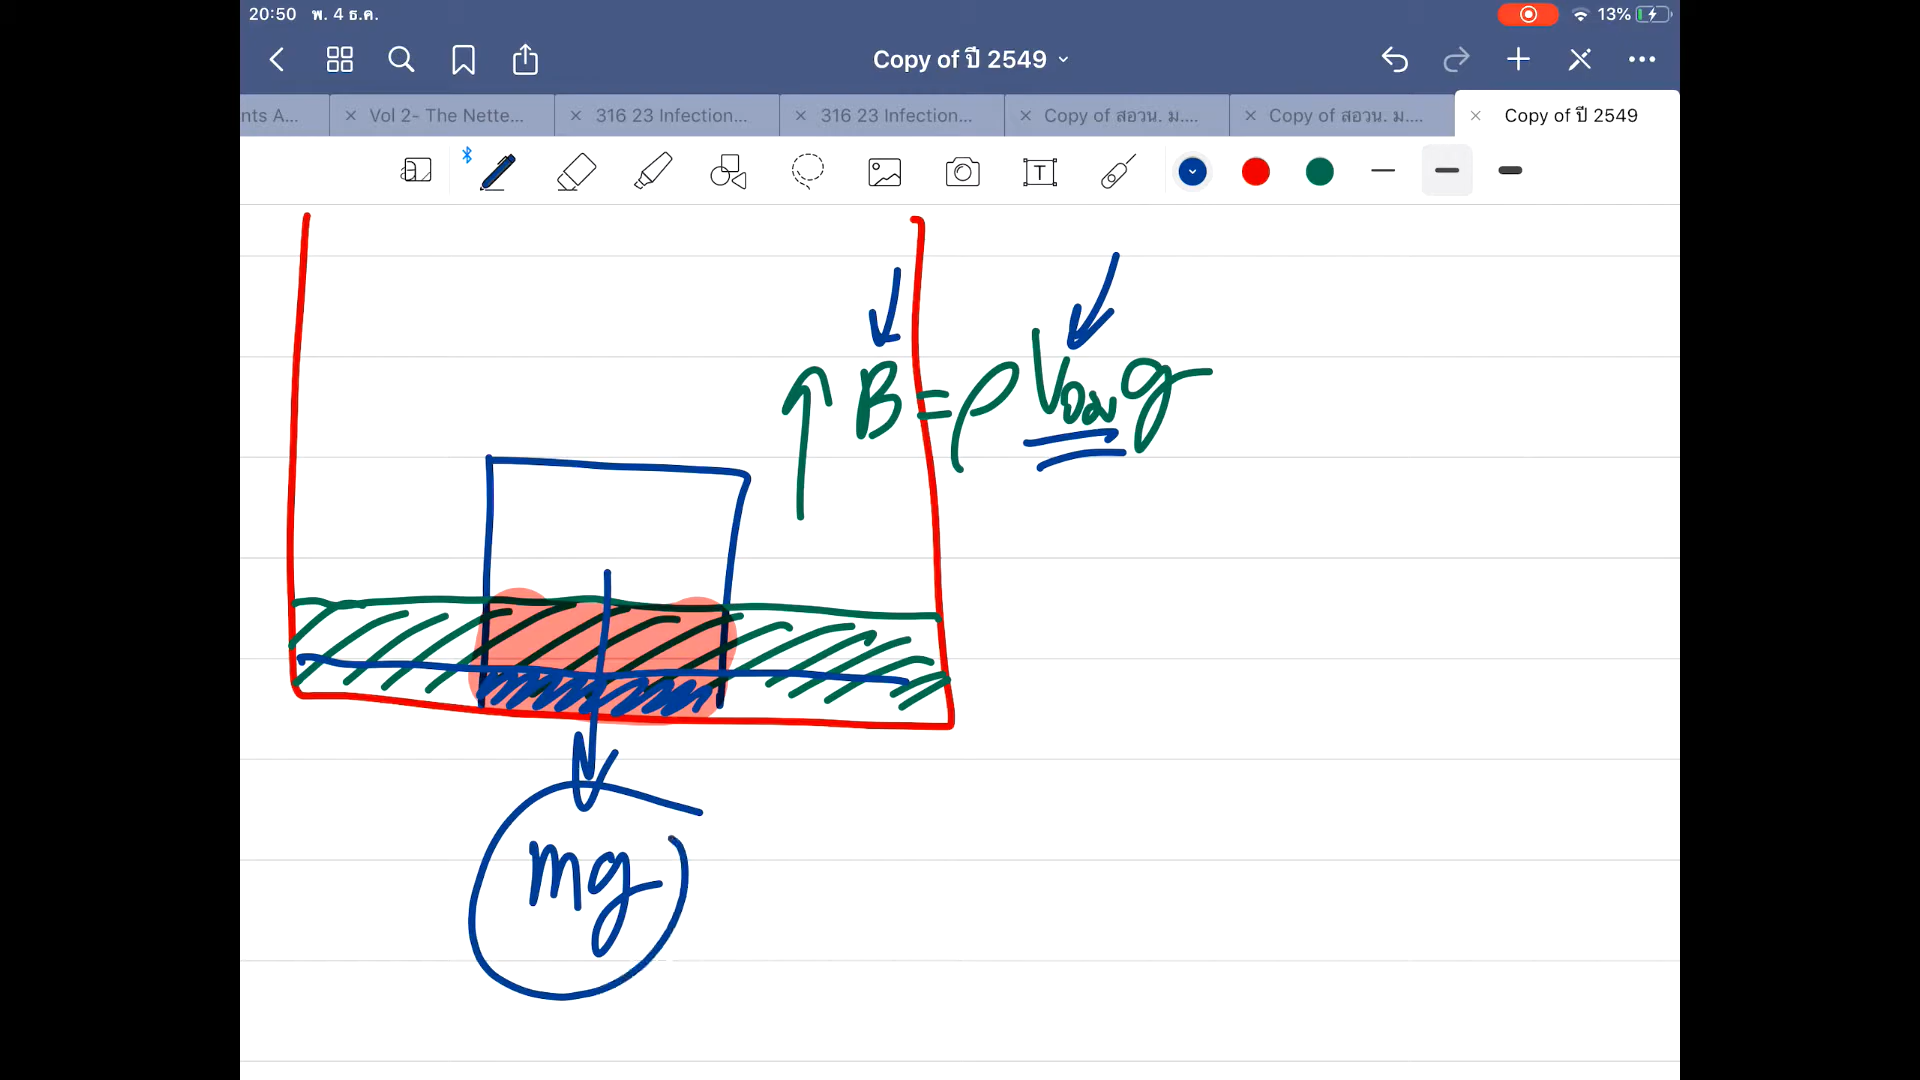 20:50 พ. 4 ธ.ค. 13%
Copy of ปี 2549
nts A... Vol 2- The Nette... 316 23 Infection... 316 23 Infection... Copy of สอวน. ม.... Copy of สอวน. ม.... Copy of ปี 2549
T
B = ρ Vจม g
mg